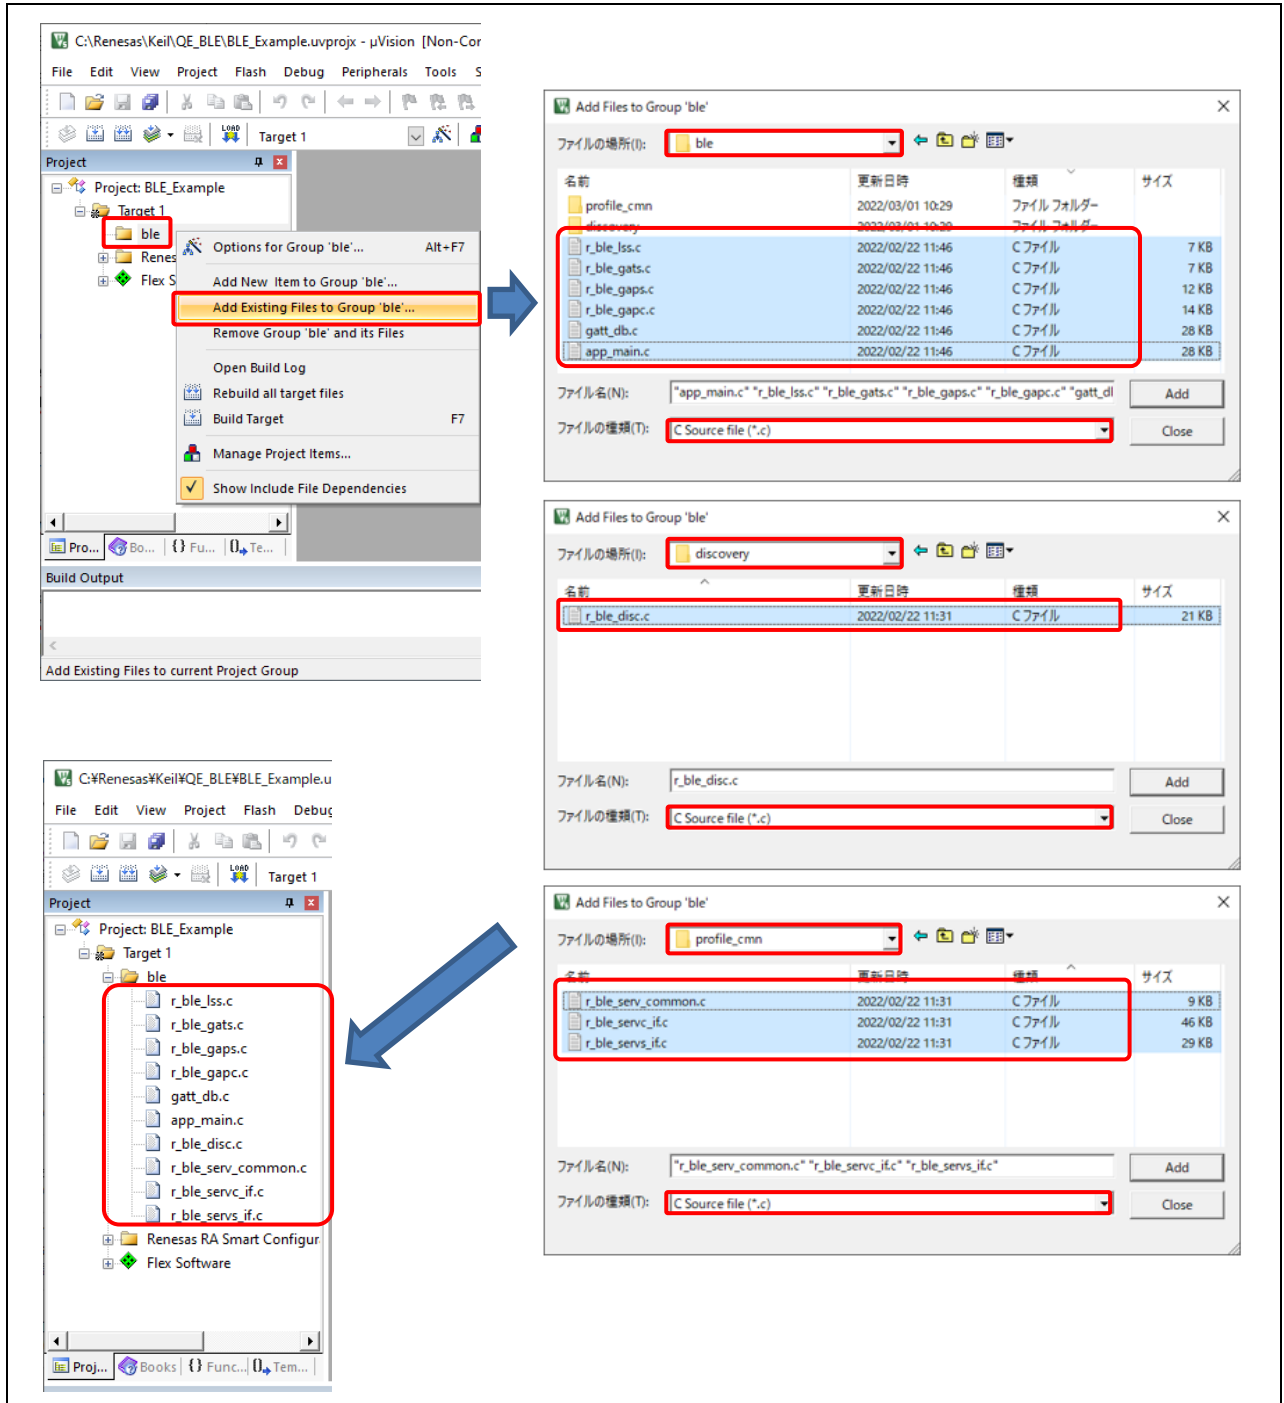 C:\Renesas\Keil\QE_BLE\BLE_Example.uvprojx - µVision [Non-Cor
File Edit View Project Flash Debug Peripherals Tools S
LOAD Target 1
Project
Project: BLE_Example
Target 1
ble
Renes
Flex S
Options for Group 'ble'... Alt+F7
Add New Item to Group 'ble'...
Add Existing Files to Group 'ble'...
Remove Group 'ble' and its Files
Open Build Log
Rebuild all target files
Build Target F7
Manage Project Items...
Show Include File Dependencies
Pro... Bo... {} Fu... 0 Te...
Build Output
Add Existing Files to current Project Group
Add Files to Group 'ble'
ファイルの場所(I): ble
名前 更新日時 種類 サイズ
profile_cmn 2022/03/01 10:29 ファイル フォルダー
discovery 2022/03/01 10:29 ファイル フォルダー
r_ble_lss.c 2022/02/22 11:46 C ファイル 7 KB
r_ble_gats.c 2022/02/22 11:46 C ファイル 7 KB
r_ble_gaps.c 2022/02/22 11:46 C ファイル 12 KB
r_ble_gapc.c 2022/02/22 11:46 C ファイル 14 KB
gatt_db.c 2022/02/22 11:46 C ファイル 28 KB
app_main.c 2022/02/22 11:46 C ファイル 28 KB
ファイル名(N): "app_main.c" "r_ble_lss.c" "r_ble_gats.c" "r_ble_gaps.c" "r_ble_gapc.c" "gatt_dl Add
ファイルの種類(T): C Source file (*.c) Close
Add Files to Group 'ble'
ファイルの場所(I): discovery
名前 更新日時 種類 サイズ
r_ble_disc.c 2022/02/22 11:31 C ファイル 21 KB
ファイル名(N): r_ble_disc.c Add
ファイルの種類(T): C Source file (*.c) Close
Add Files to Group 'ble'
ファイルの場所(I): profile_cmn
名前 更新日時 種類 サイズ
r_ble_serv_common.c 2022/02/22 11:31 C ファイル 9 KB
r_ble_servc_if.c 2022/02/22 11:31 C ファイル 46 KB
r_ble_servs_if.c 2022/02/22 11:31 C ファイル 29 KB
ファイル名(N): "r_ble_serv_common.c" "r_ble_servc_if.c" "r_ble_servs_if.c" Add
ファイルの種類(T): C Source file (*.c) Close
C:¥Renesas¥Keil¥QE_BLE¥BLE_Example.u
File Edit View Project Flash Debug
LOAD Target 1
Project
Project: BLE_Example
Target 1
ble
r_ble_lss.c
r_ble_gats.c
r_ble_gaps.c
r_ble_gapc.c
gatt_db.c
app_main.c
r_ble_disc.c
r_ble_serv_common.c
r_ble_servc_if.c
r_ble_servs_if.c
Renesas RA Smart Configur
Flex Software
Proj... Books {} Func... 0 Tem...